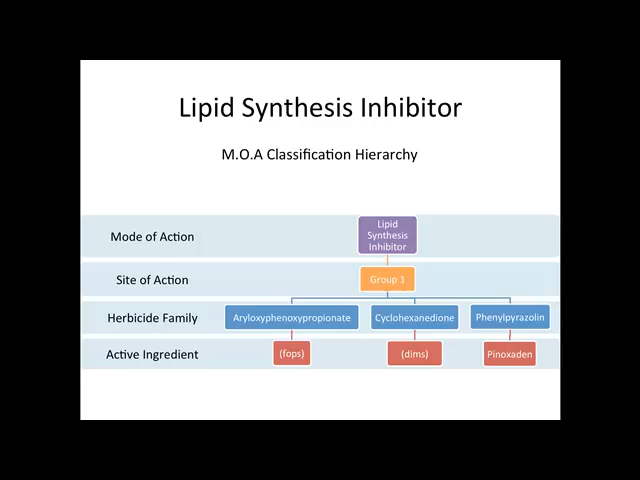 Lipid Synthesis Inhibitor
M.O.A Classification Hierarchy
Mode of Action
Lipid
Synthesis
Inhibitor
Site of Action
Group 1
Herbicide Family
Aryloxyphenoxypropionate
Cyclohexanedione
Phenylpyrazolin
Active Ingredient
(fops)
(dims)
Pinoxaden